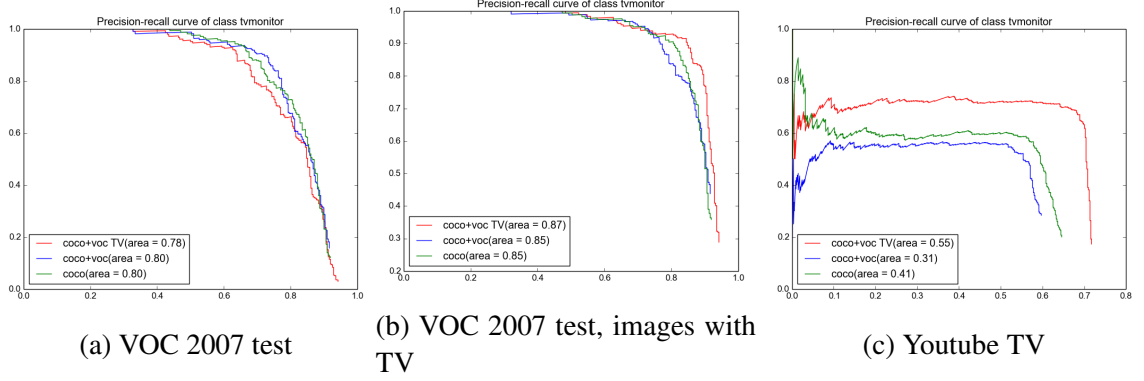 Precision-recall curve of class tvmonitor
1.0
0.8
0.6
0.4
0.2
0.0
coco+voc TV(area = 0.78)
coco+voc(area = 0.80)
coco(area = 0.80)
0.0 0.2 0.4 0.6 0.8 1.0
(a) VOC 2007 test
Precision-recall curve of class tvmonitor
1.0
0.9
0.8
0.7
0.6
0.5
0.4
0.3
0.2
coco+voc TV(area = 0.87)
coco+voc(area = 0.85)
coco(area = 0.85)
0.0 0.2 0.4 0.6 0.8 1.0
(b) VOC 2007 test, images with
TV
Precision-recall curve of class tvmonitor
1.0
0.8
0.6
0.4
0.2
0.0
coco+voc TV(area = 0.55)
coco+voc(area = 0.31)
coco(area = 0.41)
0.0 0.1 0.2 0.3 0.4 0.5 0.6 0.7 0.8
(c) Youtube TV